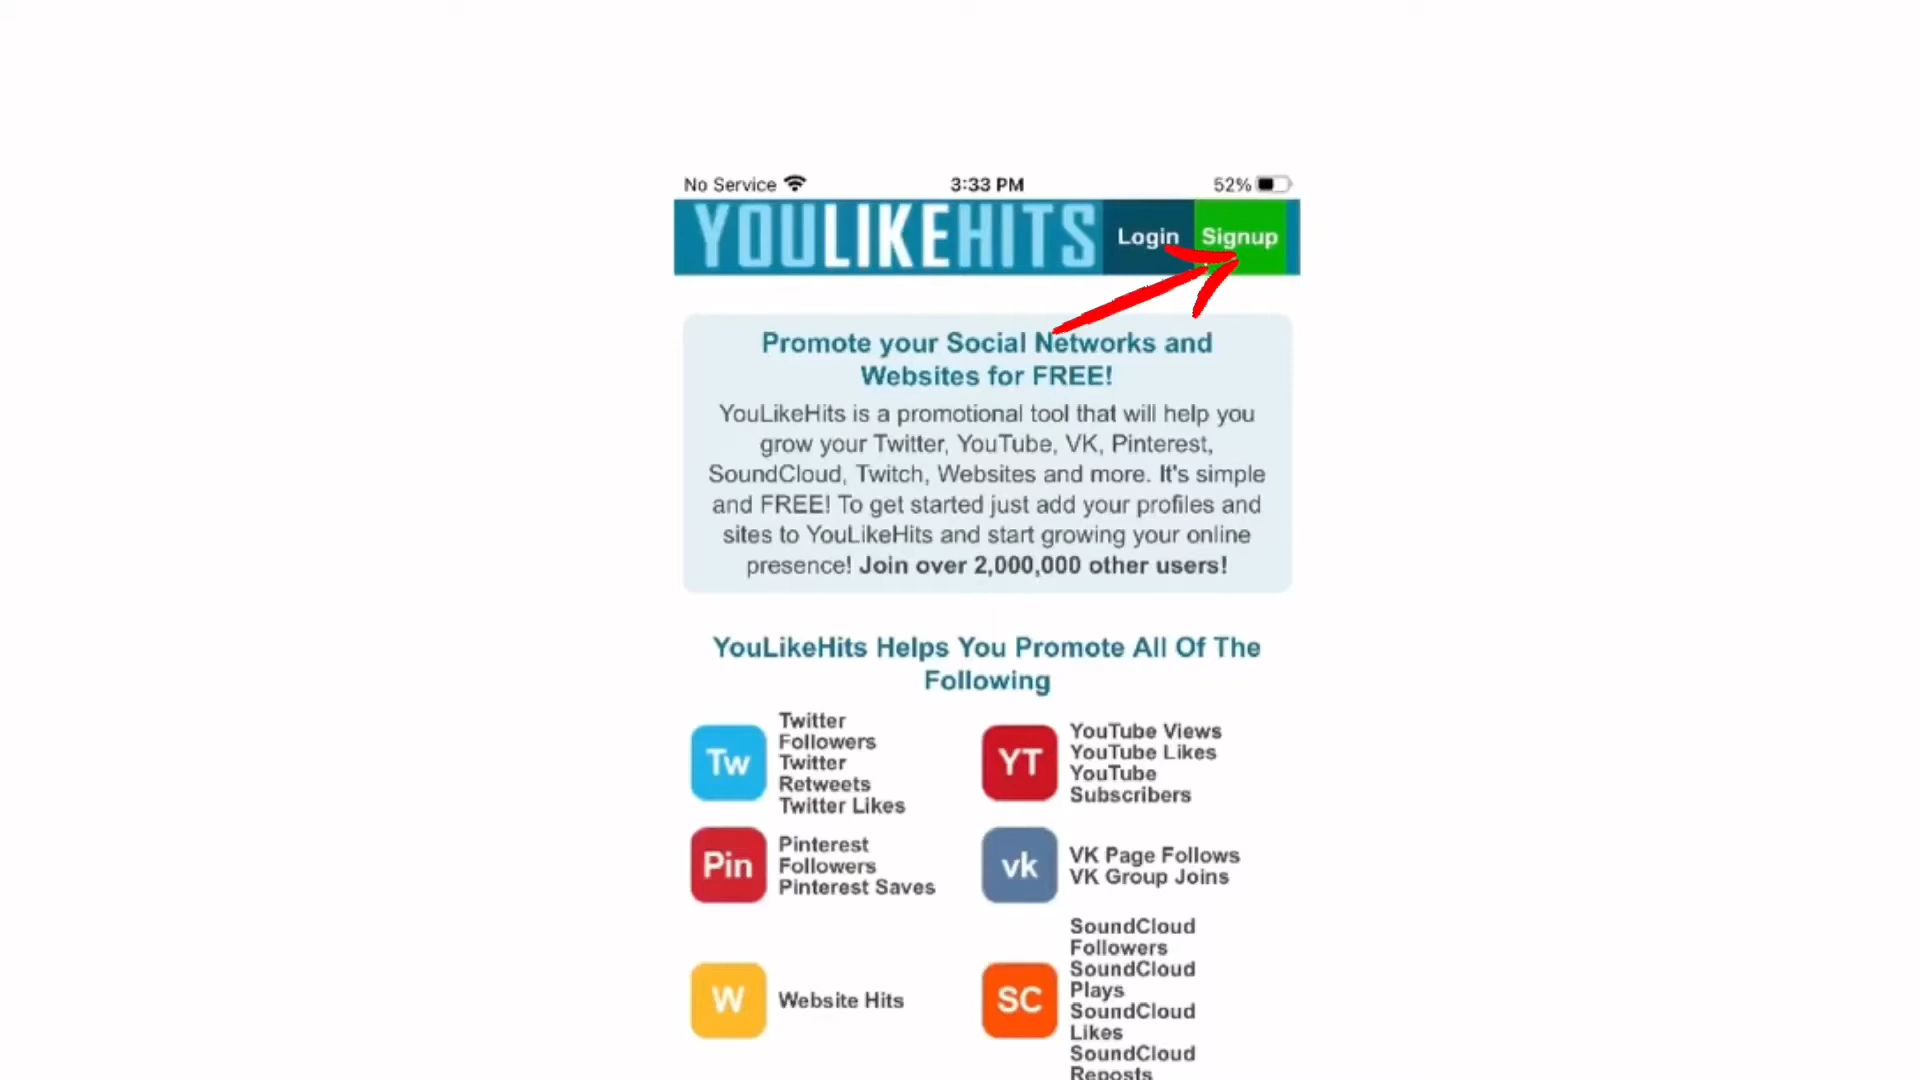 No Service 3:33 PM 52%
YOULIKEHITS Login Signup
Promote your Social Networks and
Websites for FREE!
YouLikeHits is a promotional tool that will help you
grow your Twitter, YouTube, VK, Pinterest,
SoundCloud, Twitch, Websites and more. It's simple
and FREE! To get started just add your profiles and
sites to YouLikeHits and start growing your online
presence! Join over 2,000,000 other users!
YouLikeHits Helps You Promote All Of The
Following
Tw
Twitter
Followers
Twitter
Retweets
Twitter Likes
YT
YouTube Views
YouTube Likes
YouTube
Subscribers
Pin
Pinterest
Followers
Pinterest Saves
vk
VK Page Follows
VK Group Joins
W
Website Hits
SC
SoundCloud
Followers
SoundCloud
Plays
SoundCloud
Likes
SoundCloud
Reposts